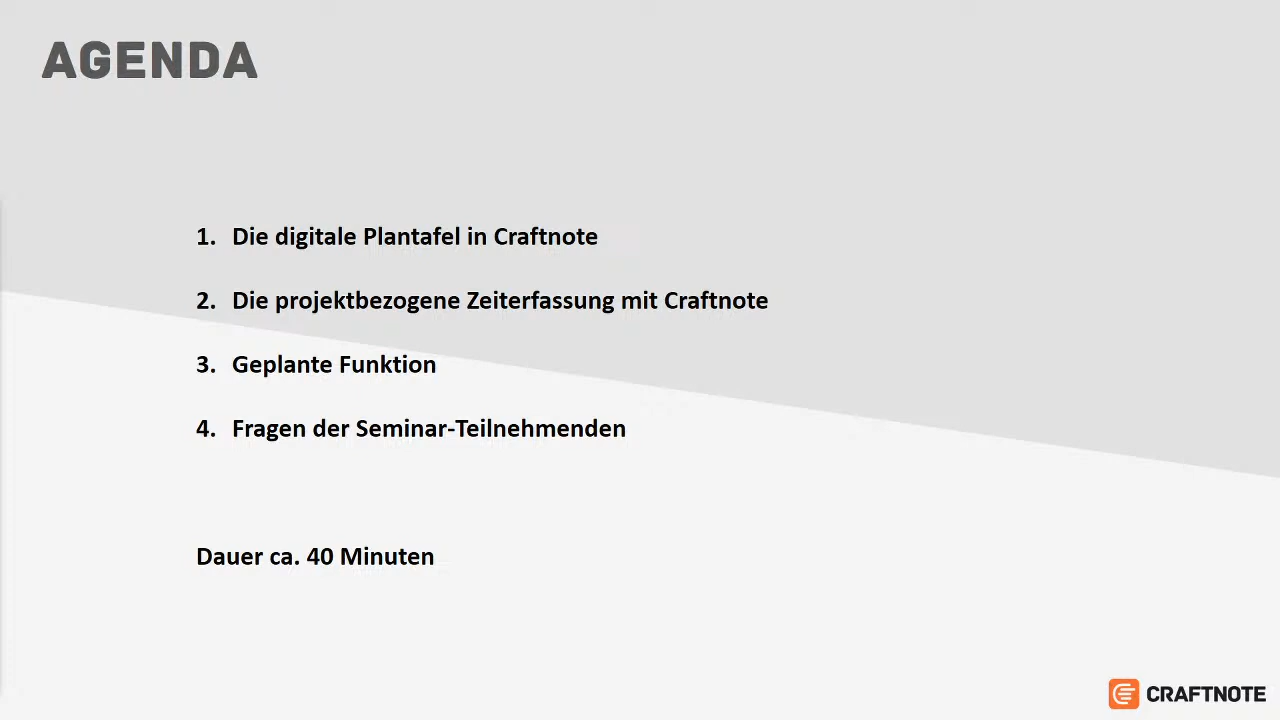 AGENDA
1. Die digitale Plantafel in Craftnote
2. Die projektbezogene Zeiterfassung mit Craftnote
3. Geplante Funktion
4. Fragen der Seminar-Teilnehmenden
Dauer ca. 40 Minuten
CRAFTNOTE